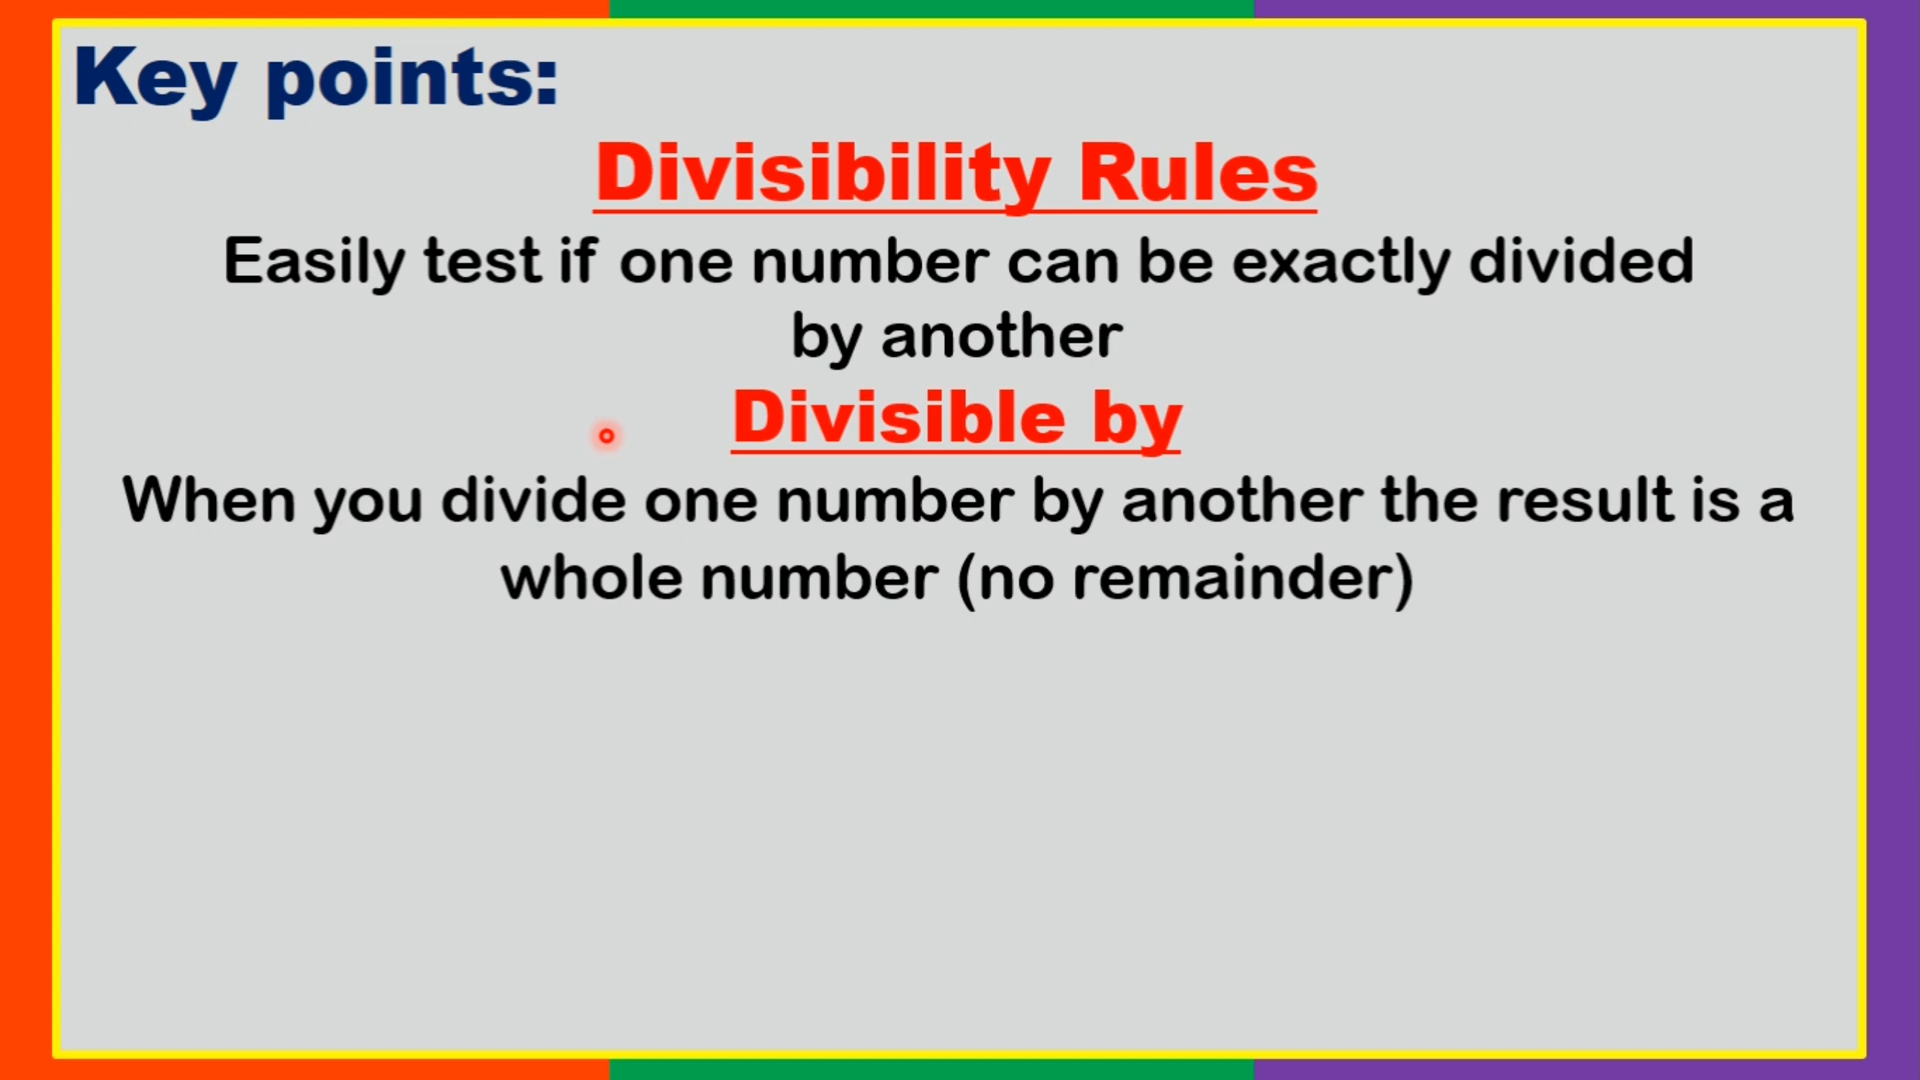 Key points:
Divisibility Rules
Easily test if one number can be exactly divided
by another
Divisible by
When you divide one number by another the result is a
whole number (no remainder)